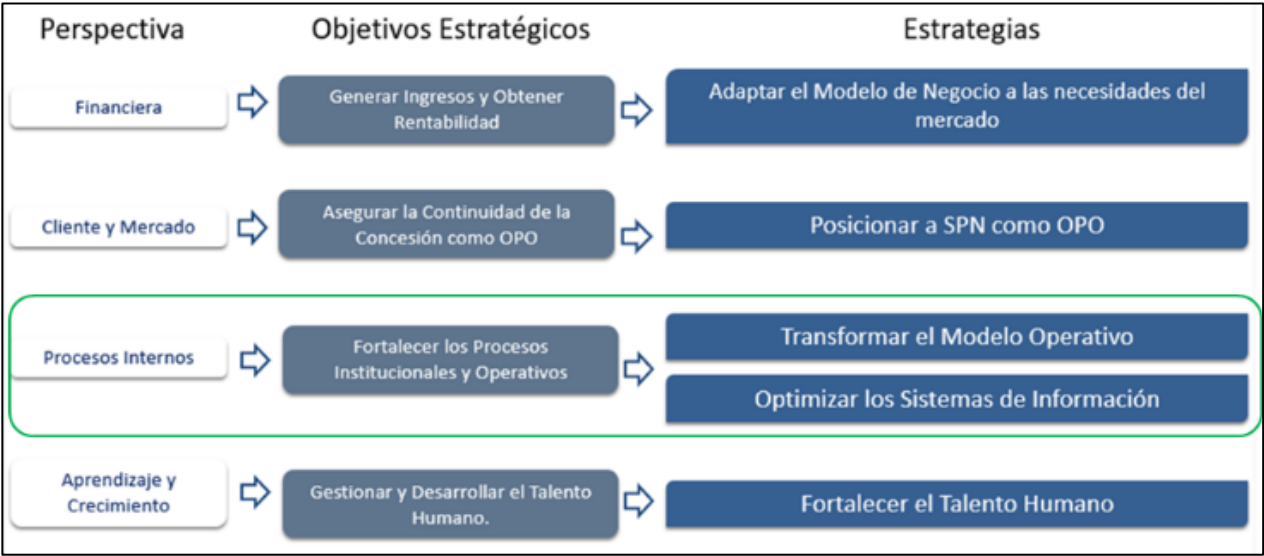 Perspectiva
Objetivos Estratégicos
Estrategias
Financiera
Generar Ingresos y Obtener
Rentabilidad
Adaptar el Modelo de Negocio a las necesidades del
mercado
Cliente y Mercado
Asegurar la Continuidad de la
Concesión como OPO
Posicionar a SPN como OPO
Procesos Internos
Fortalecer los Procesos
Institucionales y Operativos
Transformar el Modelo Operativo
Optimizar los Sistemas de Información
Aprendizaje y
Crecimiento
Gestionar y Desarrollar el Talento
Humano.
Fortalecer el Talento Humano